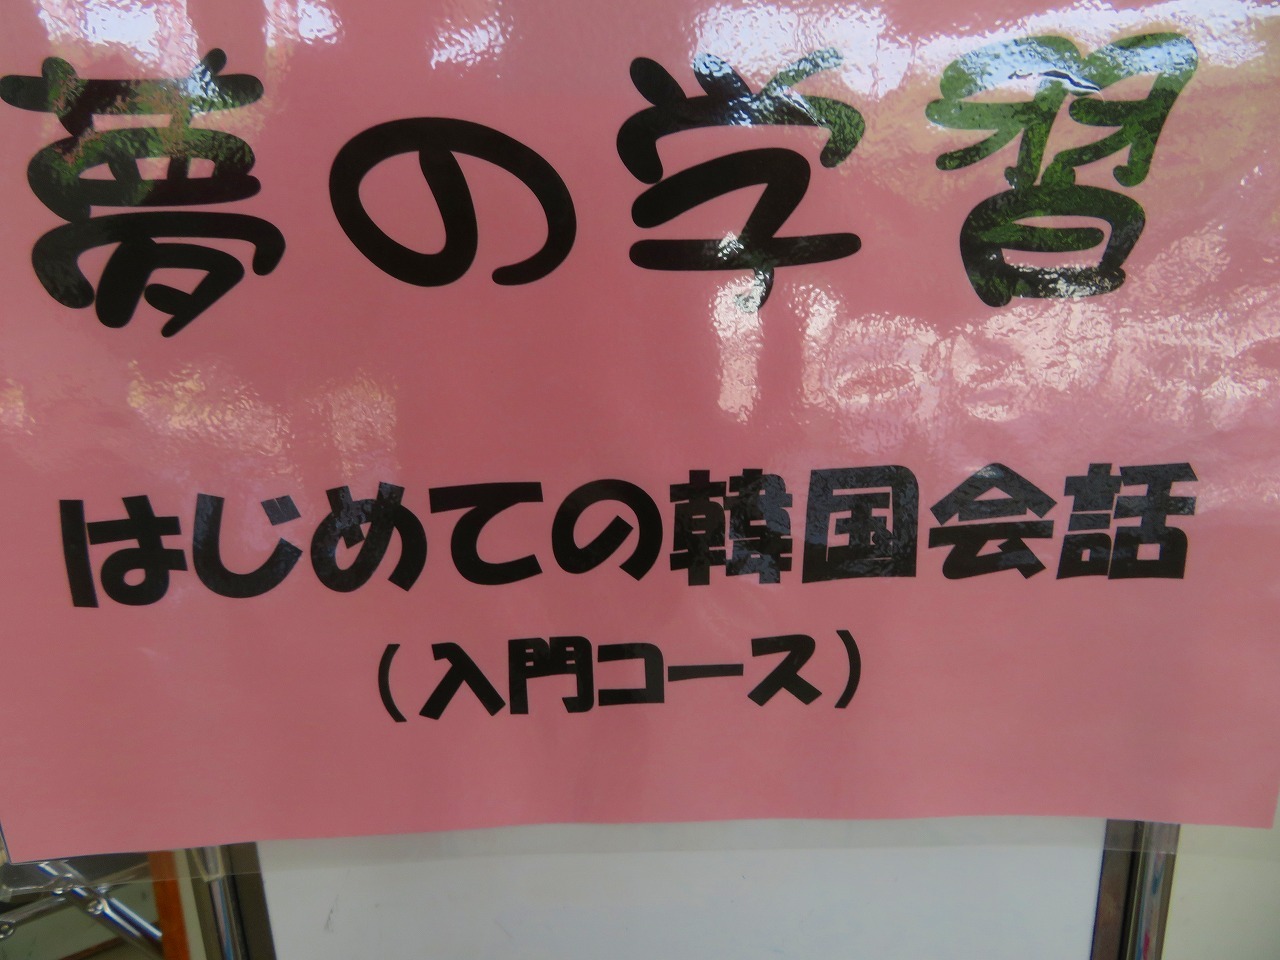 夢の学習
はじめての韓国会話
（入門コース）